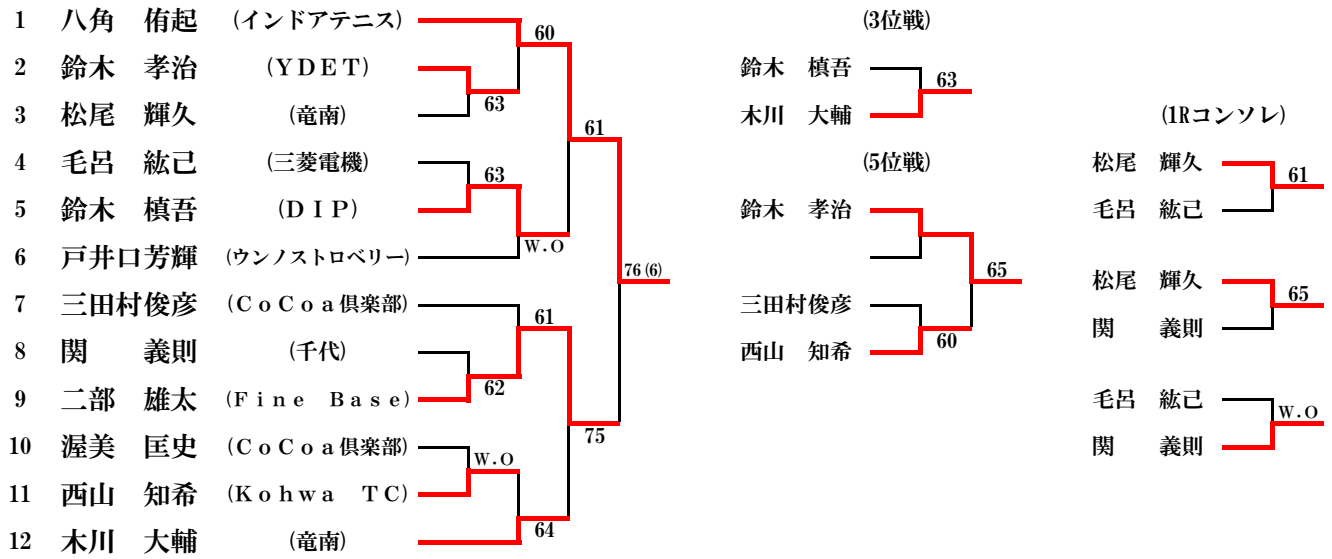 1 八角 侑起 (インドアテニス)
60
2 鈴木 孝治 (YDET)
63
3 松尾 輝久 (竜南)
61
4 毛呂 紘己 (三菱電機)
63
5 鈴木 槙吾 (DIP)
W.O
6 戸井口芳輝 (ウンノストロベリー)
76(6)
7 三田村俊彦 (CoCoa倶楽部)
61
8 関 義則 (千代)
62
9 二部 雄太 (Fine Base)
75
10 渥美 匡史 (CoCoa倶楽部)
W.O
11 西山 知希 (Kohwa TC)
64
12 木川 大輔 (竜南)
(3位戦)
鈴木 槙吾
63
木川 大輔
(5位戦)
鈴木 孝治
65
三田村俊彦
60
西山 知希
(1Rコンソレ)
松尾 輝久
61
毛呂 紘己
松尾 輝久
65
関 義則
毛呂 紘己
W.O
関 義則